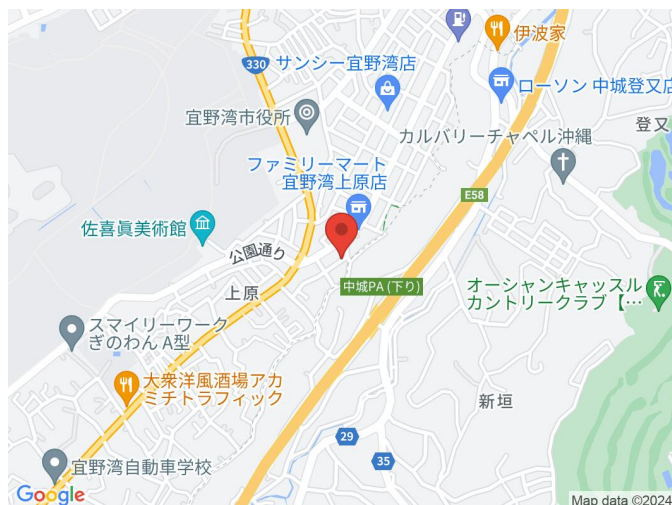 伊波家
330
サンシー宜野湾店
ローソン 中城登又店
宜野湾市役所
登又
カルバリーチャペル沖縄
ファミリーマート
宜野湾上原店
E58
佐喜眞美術館
公園通り
中城PA (下り)
オーシャンキャッスル
カントリークラブ【…
上原
スマイリーワーク
ぎのわん A型
大衆洋風酒場アカ
ミチトラフィック
新垣
29
35
宜野湾自動車学校
Google
Map data ©2024